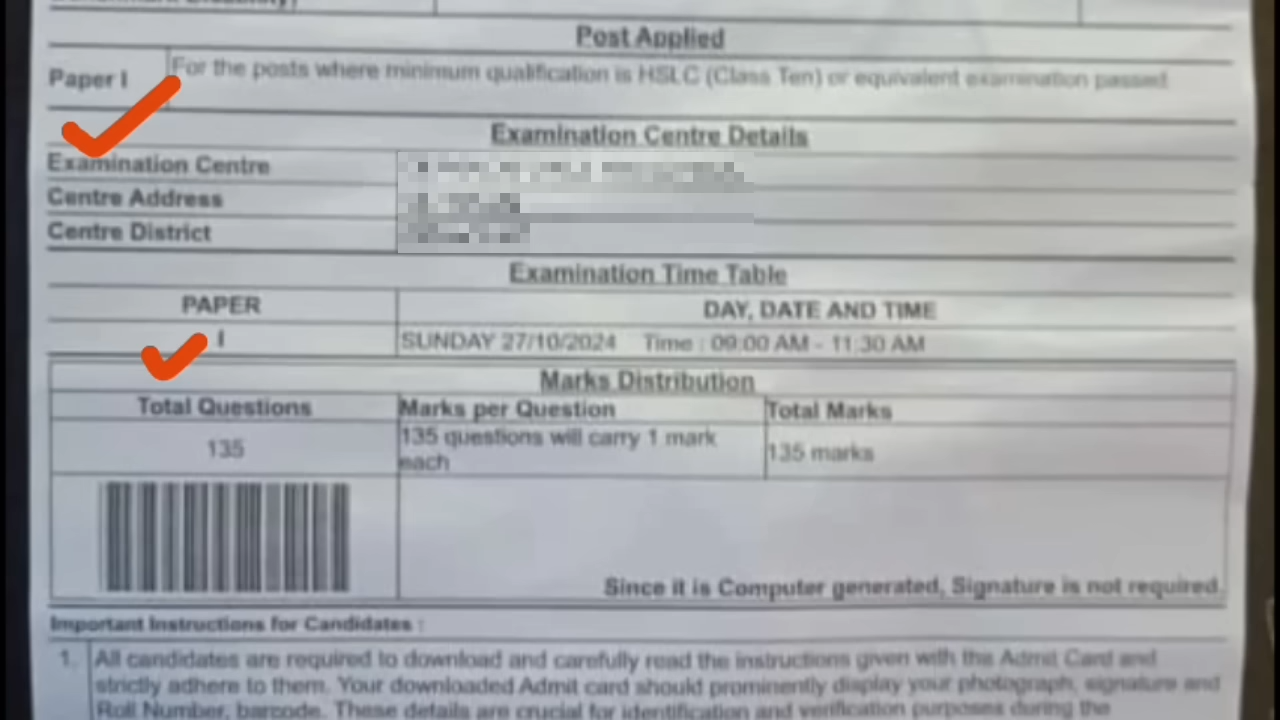 Post Applied
Paper I
For the posts where minimum qualification is HSLC (Class Ten) or equivalent examination passed
Examination Centre Details
Examination Centre
Centre Address
Centre District
Examination Time Table
PAPER DAY, DATE AND TIME
I SUNDAY 27/10/2024 Time : 09:00 AM - 11:30 AM
Marks Distribution
Total Questions Marks per Question Total Marks
135 135 questions will carry 1 mark each 135 marks
Since it is Computer generated, Signature is not required.
Important Instructions for Candidates :
1. All candidates are required to download and carefully read the instructions given with the Admit Card and
strictly adhere to them. Your downloaded Admit card should prominently display your photograph, signature and
Roll Number, barcode. These details are crucial for identification and verification purposes during the